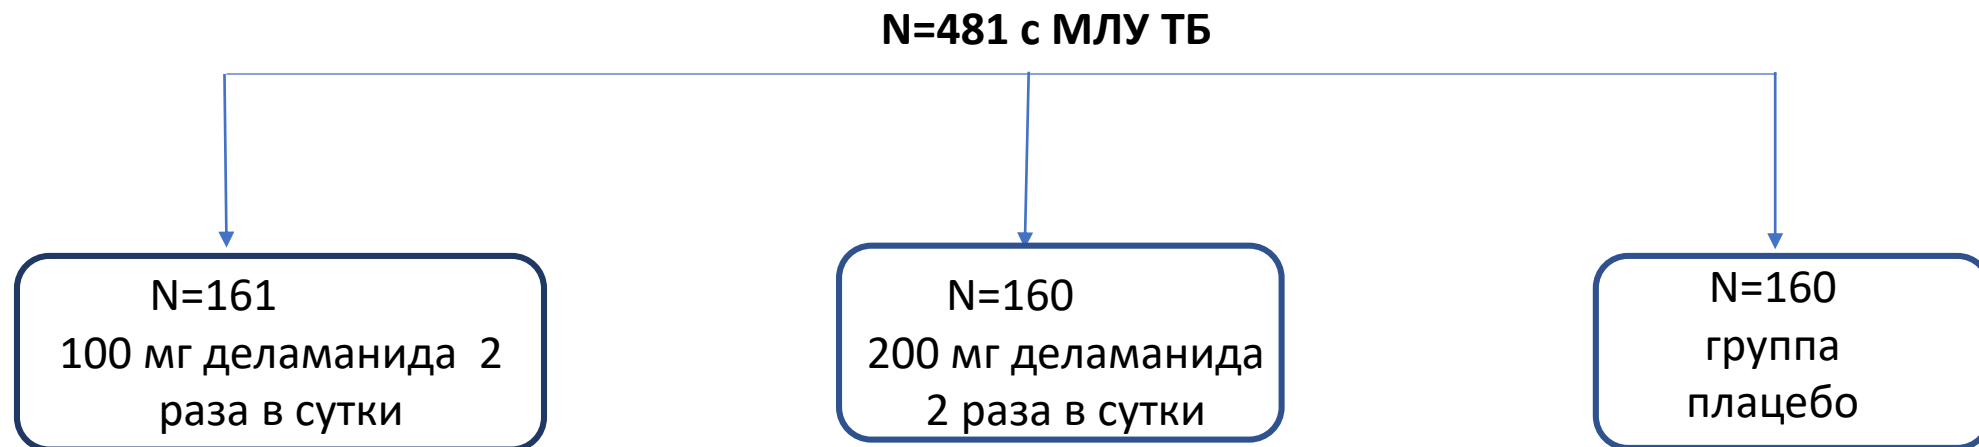 N=481 с МЛУ ТБ
N=161
100 мг деламанида 2
раза в сутки
N=160
200 мг деламанида
2 раза в сутки
N=160
группа
плацебо